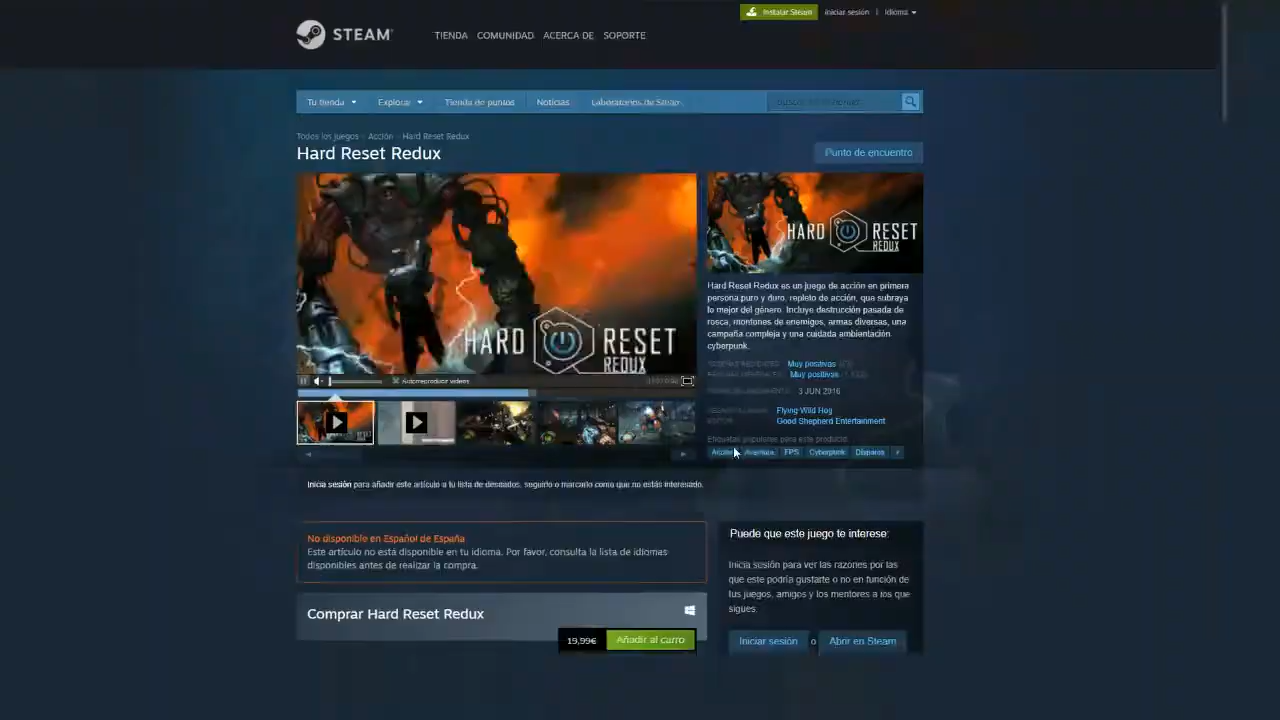 Instalar Steam
Iniciar sesión | Idioma
STEAM
TIENDA COMUNIDAD ACERCA DE SOPORTE
Tu tienda Explorar Tienda de puntos Noticias Laboratorios de Steam
Todos los juegos Acción Hard Reset Redux
Hard Reset Redux
Punto de encuentro
HARD RESET
REDUX
HARD RESET
REDUX
Autorreproducir vídeos
Hard Reset Redux es un juego de acción en primera
persona puro y duro, repleto de acción, que subraya
lo mejor del género. Incluye destrucción pasada de
rosca, montones de enemigos, armas diversas, una
campaña compleja y una cuidada ambientación
cyberpunk.
Muy positivas
Muy positivas
3 JUN 2016
Flying Wild Hog
Good Shepherd Entertainment
Etiquetas populares para este producto:
Acción Aventura FPS Cyberpunk Disparos +
Inicia sesión para añadir este artículo a tu lista de deseados, seguirlo o marcarlo como que no estás interesado.
No disponible en Español de España
Este artículo no está disponible en tu idioma. Por favor, consulta la lista de idiomas
disponibles antes de realizar la compra.
Comprar Hard Reset Redux
19,99€ Añadir al carro
Puede que este juego te interese:
Inicia sesión para ver las razones por las
que este podría gustarte o no en función de
tus juegos, amigos y los mentores a los que
sigues.
Iniciar sesión o Abrir en Steam